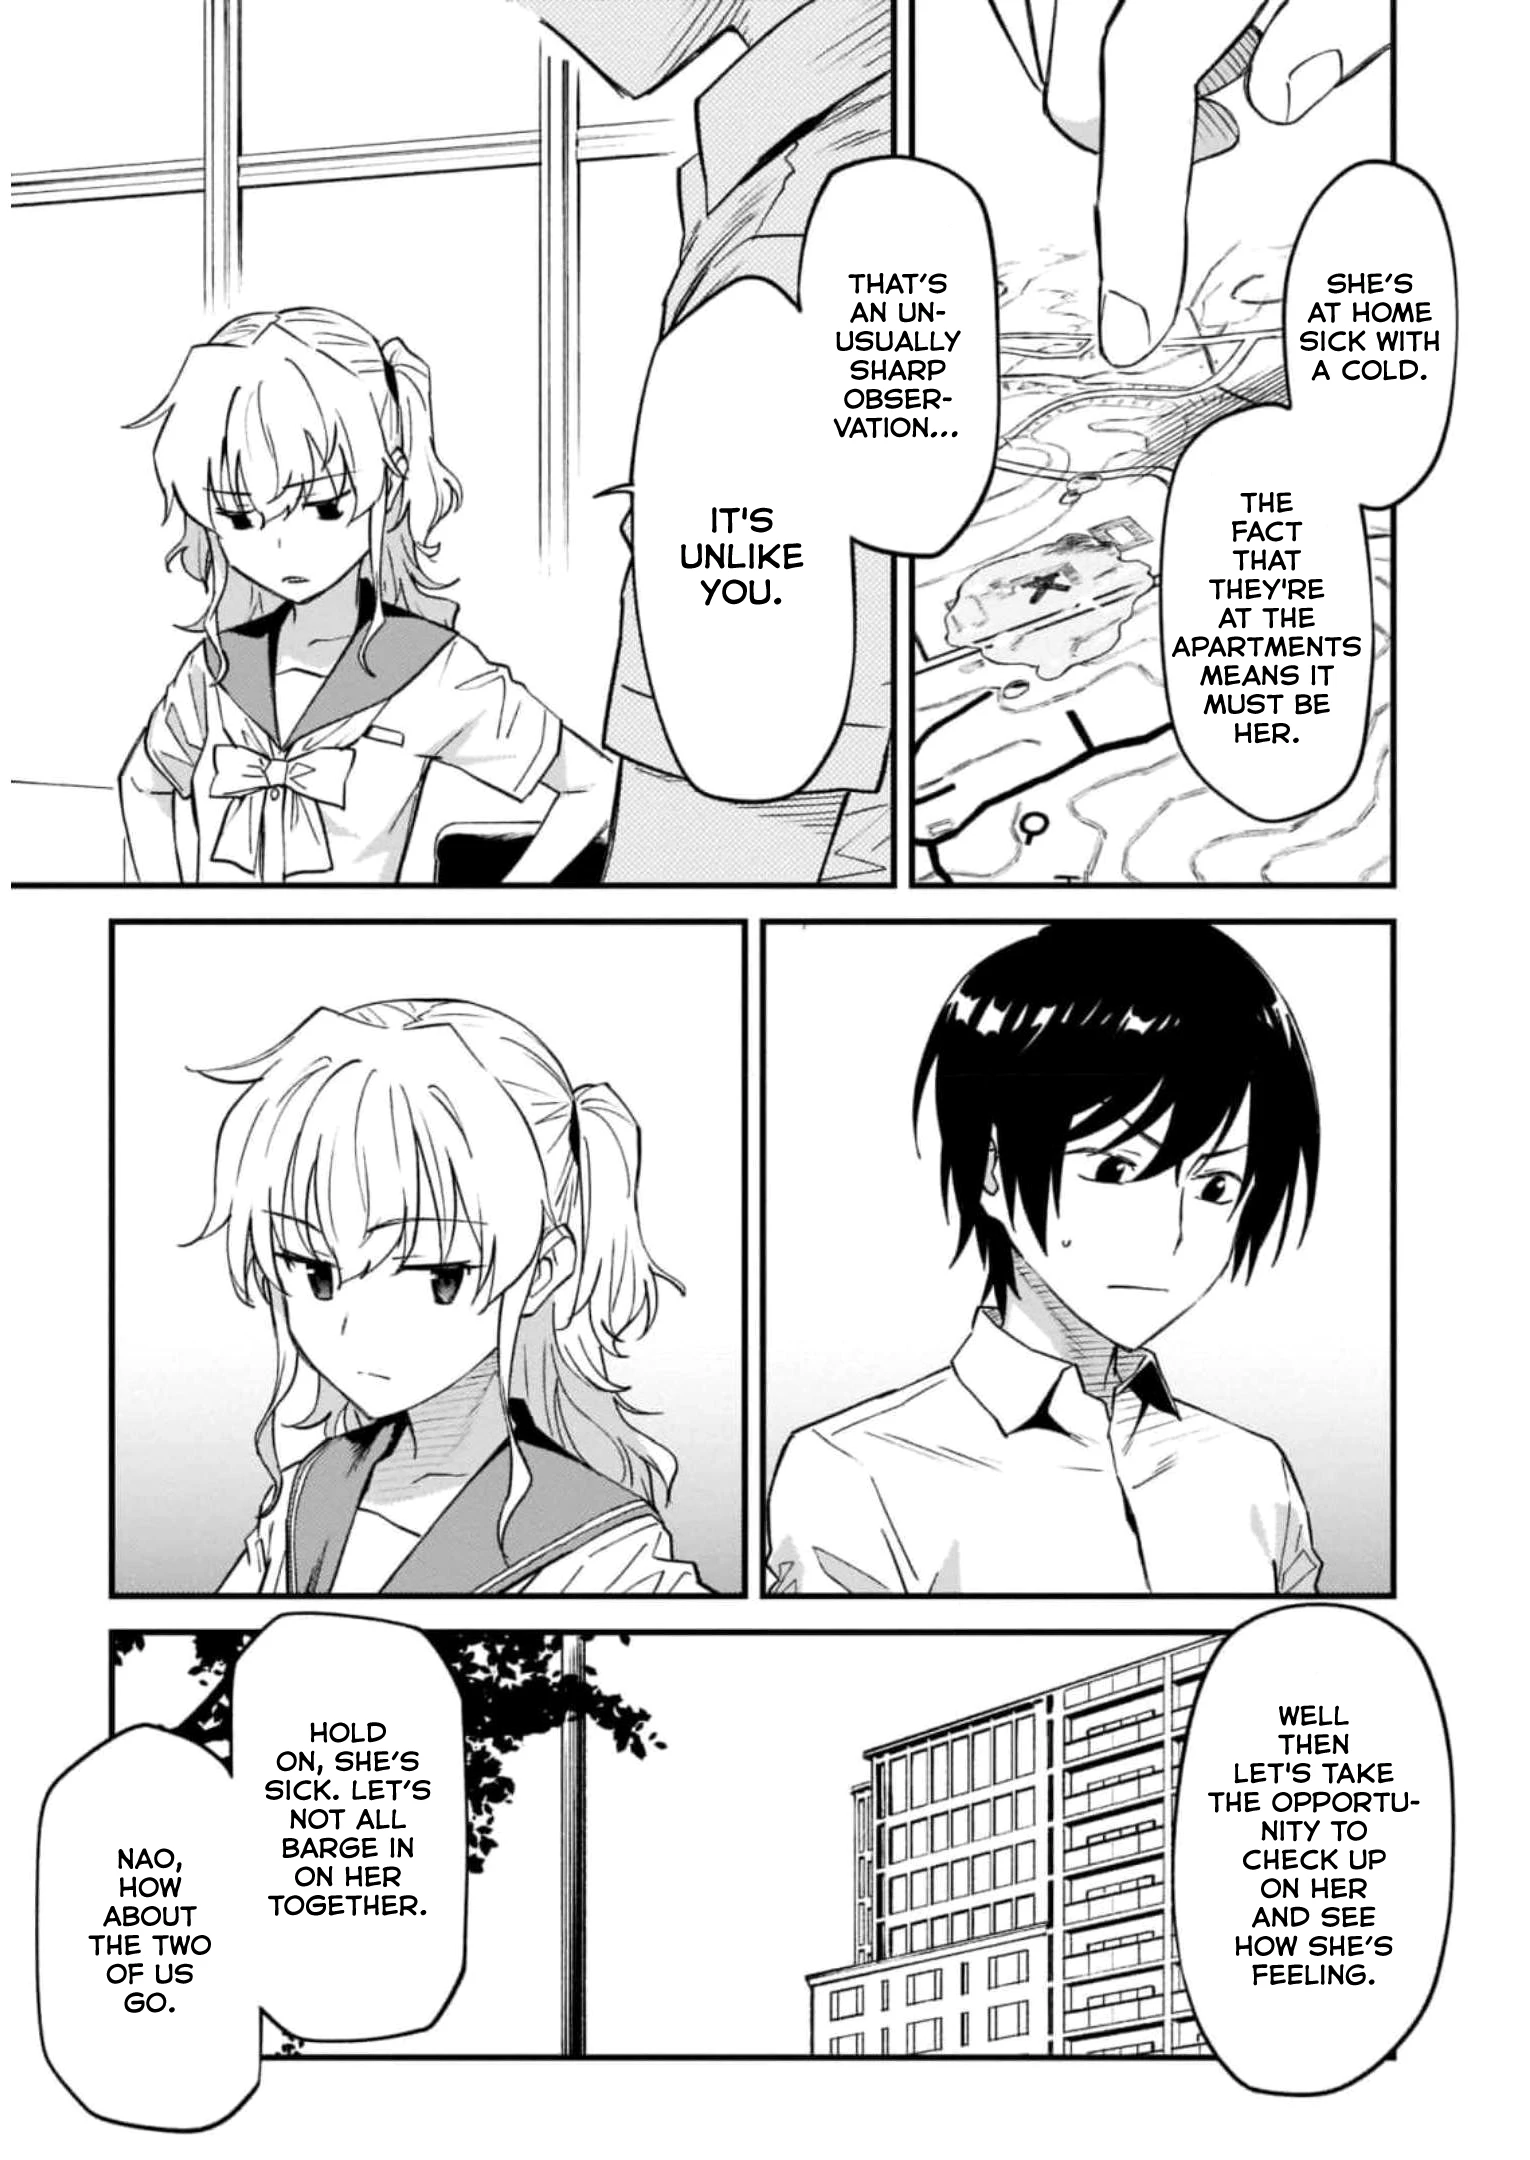 SHE'S
AT HOME
SICK WITH
A COLD.
THE
FACT
THAT
THEY'RE
AT THE
APARTMENTS
MEANS IT
MUST BE
HER.
THAT'S
AN UN-
USUALLY
SHARP
OBSER-
VATION...
IT'S
UNLIKE
YOU.
WELL
THEN
LET'S TAKE
THE OPPORTU-
NITY TO
CHECK UP
ON HER
AND SEE
HOW SHE'S
FEELING.
HOLD
ON, SHE'S
SICK. LET'S
NOT ALL
BARGE IN
ON HER
TOGETHER.
NAO,
HOW
ABOUT
THE TWO
OF US
GO.